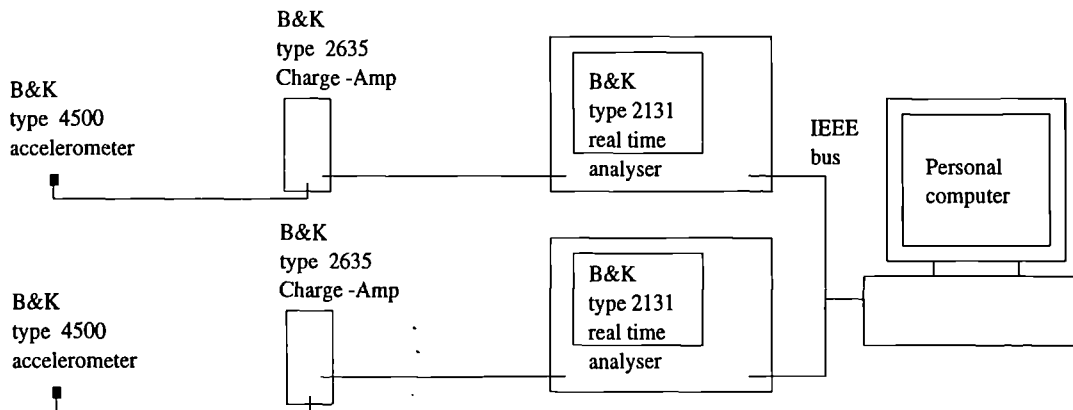 B&K
type 2635
Charge -Amp
B&K
type 4500
accelerometer
B&K
type 2131
real time
analyser
IEEE
bus
Personal
computer
B&K
type 2635
Charge -Amp
B&K
type 4500
accelerometer
B&K
type 2131
real time
analyser